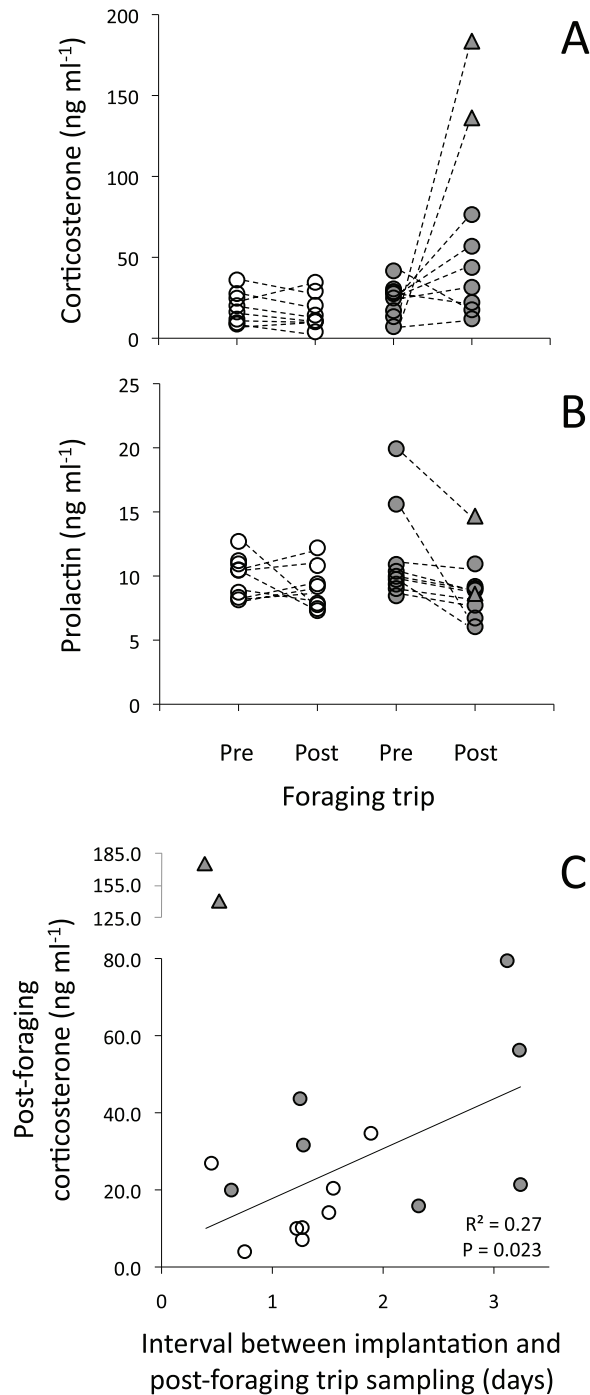 A
200
150
100
50
0
Corticosterone (ng ml⁻¹)
B
25
20
15
10
5
0
Prolactin (ng ml⁻¹)
Pre Post Pre Post
Foraging trip
C
185.0
155.0
125.0
80.0
60.0
40.0
20.0
0.0
Post-foraging
corticosterone (ng ml⁻¹)
R² = 0.27
P = 0.023
0 1 2 3
Interval between implantation and
post-foraging trip sampling (days)